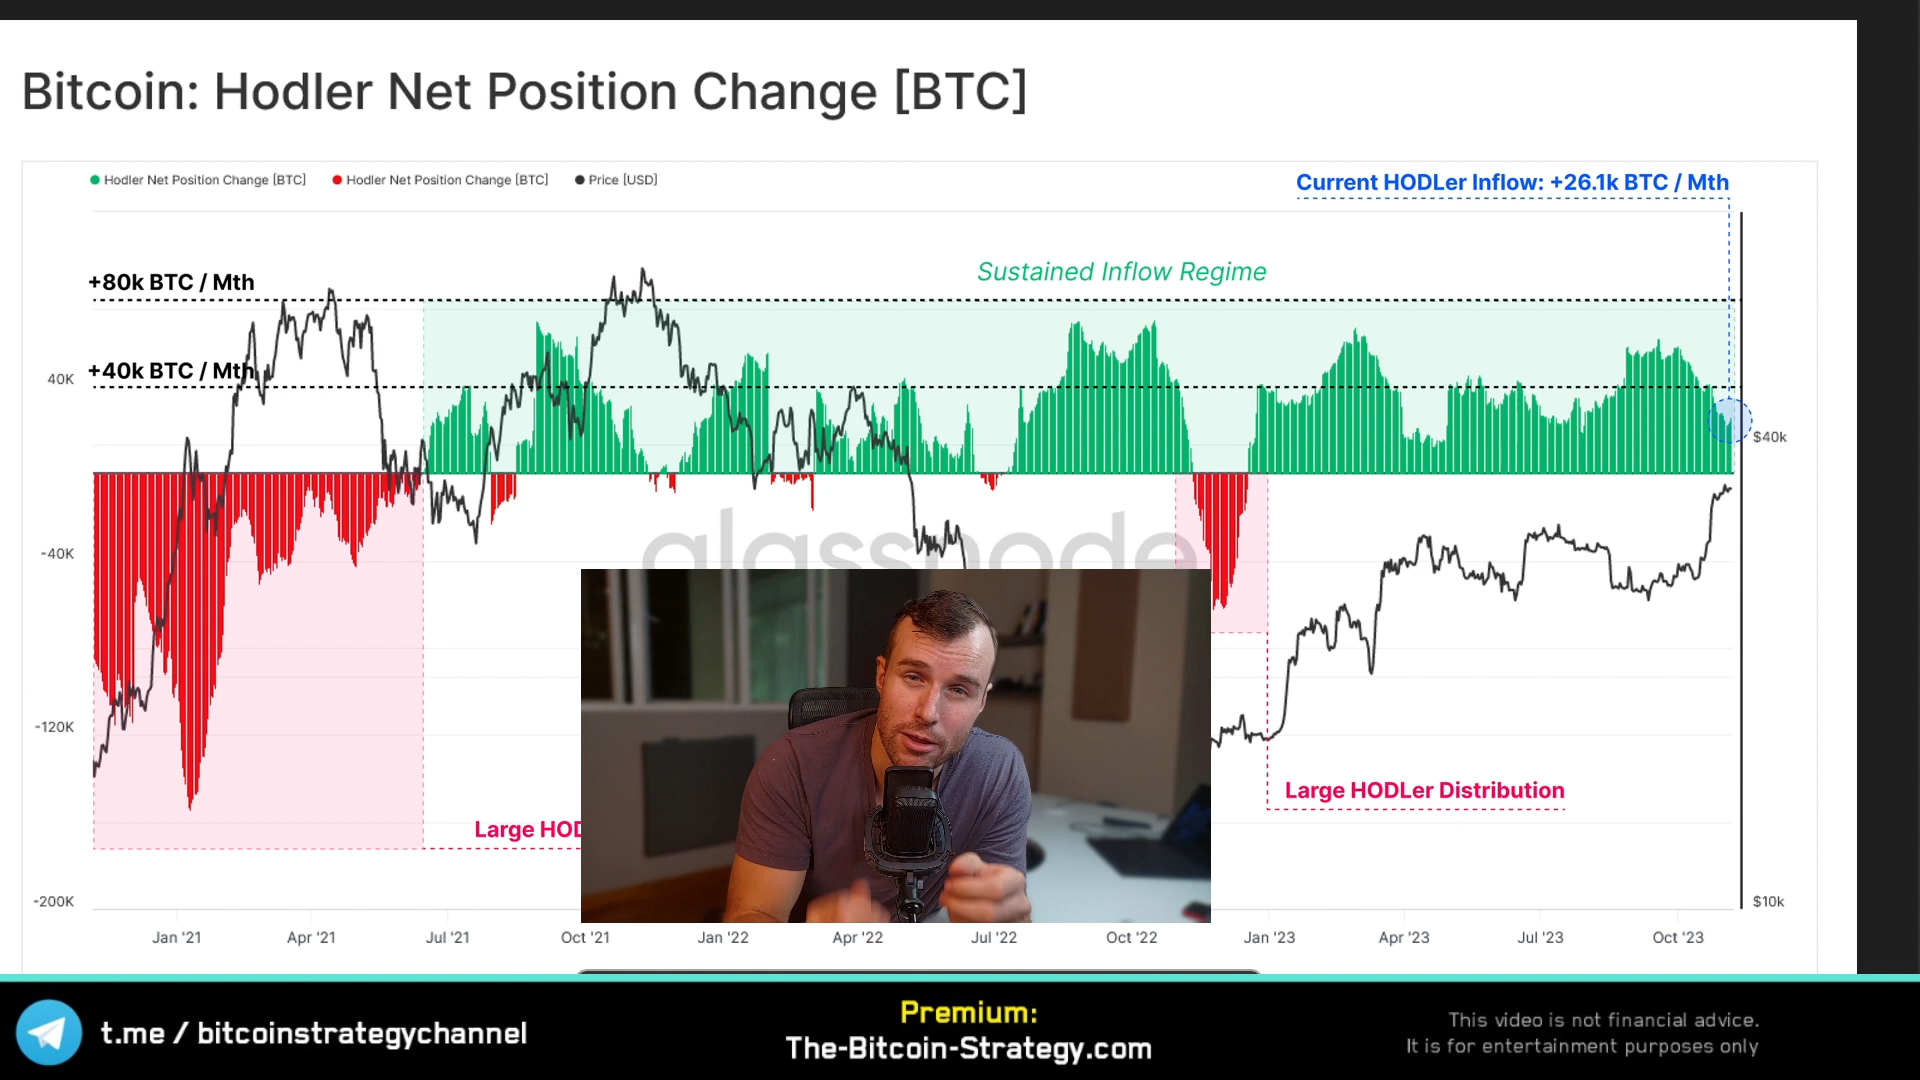 Bitcoin: Hodler Net Position Change [BTC]
Hodler Net Position Change [BTC] Hodler Net Position Change [BTC] Price [USD]
Current HODLer Inflow: +26.1k BTC / Mth
Sustained Inflow Regime
+80k BTC / Mth
+40k BTC / Mth
40K
$40k
-40K
glassnode
-120K
Large HODLer Distribution
Large HOD
-200K
$10k
Jan '21 Apr '21 Jul '21 Oct '21 Jan '22 Apr '22 Jul '22 Oct '22 Jan '23 Apr '23 Jul '23 Oct '23
t.me / bitcoinstrategychannel
Premium:
The-Bitcoin-Strategy.com
This video is not financial advice.
It is for entertainment purposes only